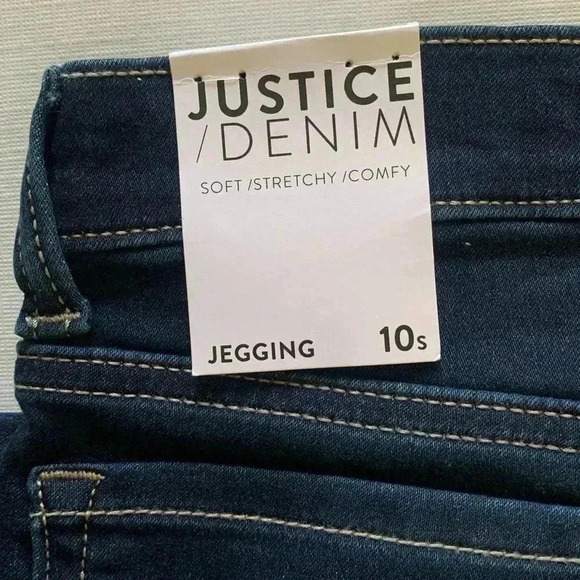 JUSTICE
/DENIM
SOFT /STRETCHY /COMFY
JEGGING 10s